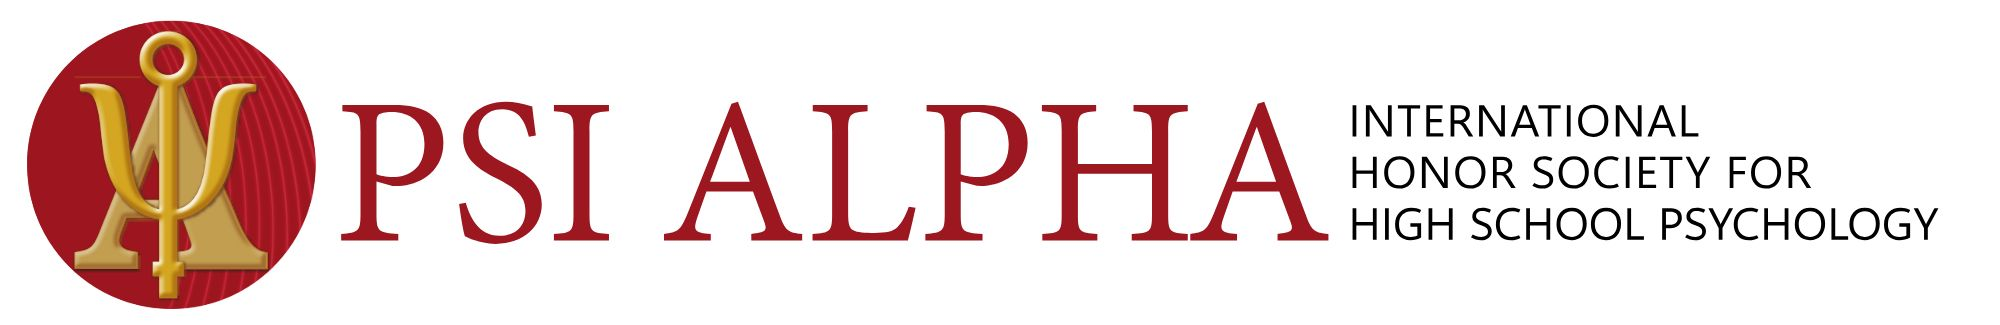 PSI ALPHA
INTERNATIONAL
HONOR SOCIETY FOR
HIGH SCHOOL PSYCHOLOGY